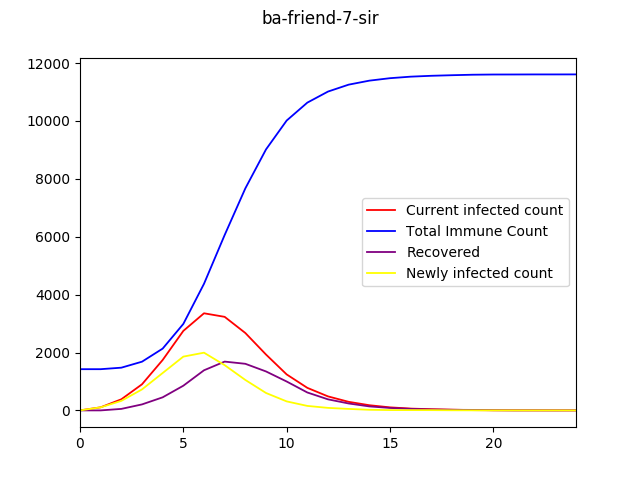 ba-friend-7-sir
12000
10000
8000
6000
4000
2000
0
Current infected count
Total Immune Count
Recovered
Newly infected count
0 5 10 15 20